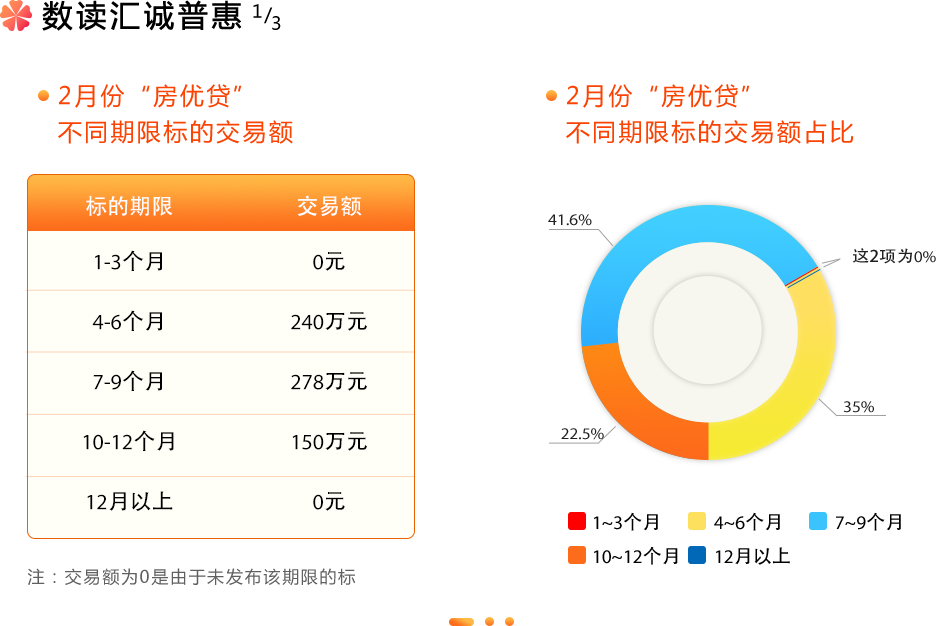 数读汇诚普惠 1/3
2月份“房优贷”
不同期限标的交易额
标的期限 交易额
1-3个月 0元
4-6个月 240万元
7-9个月 278万元
10-12个月 150万元
12月以上 0元
注：交易额为0是由于未发布该期限的标
2月份“房优贷”
不同期限标的交易额占比
41.6%
这2项为0%
35%
22.5%
1~3个月 4~6个月 7~9个月
10~12个月 12月以上